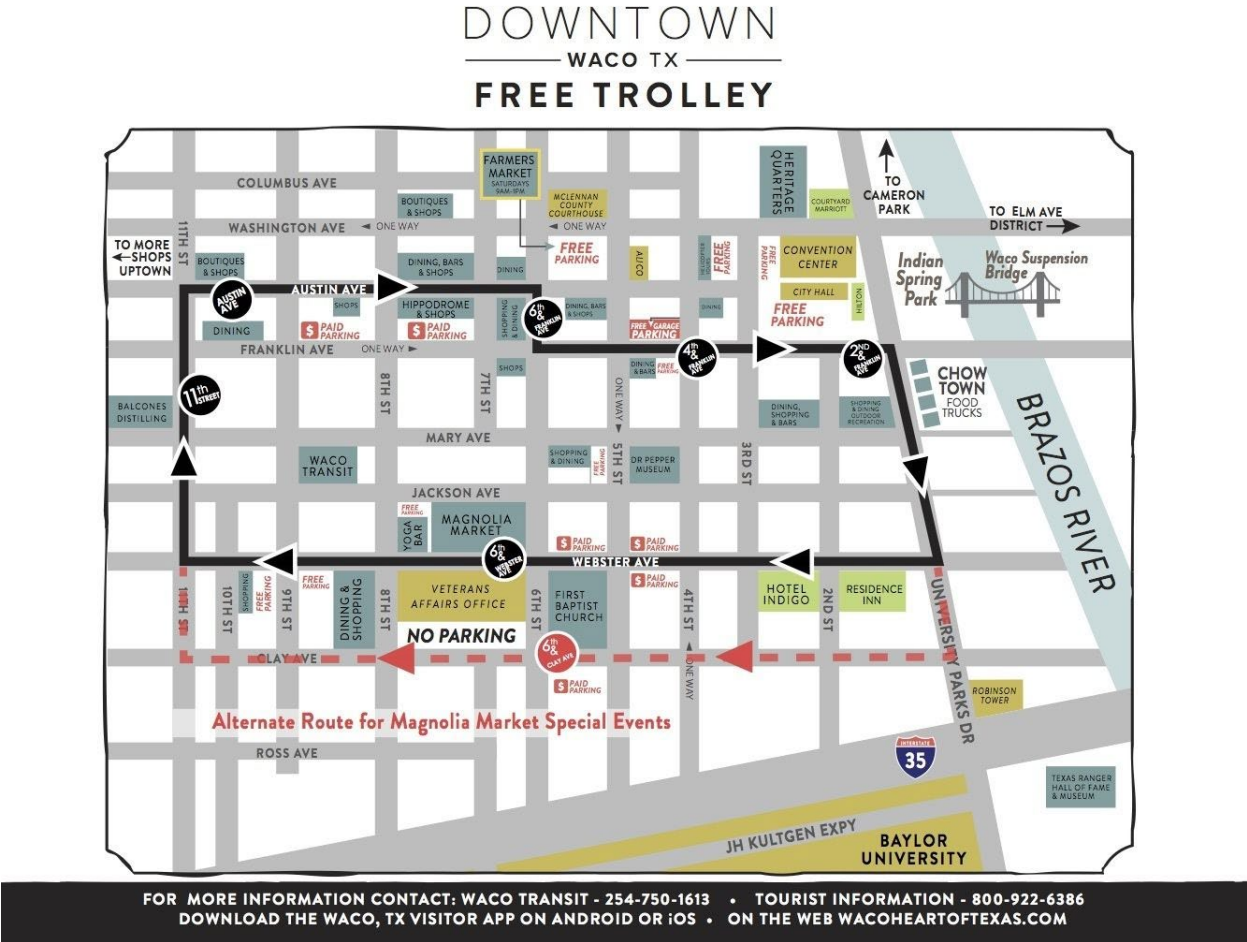 DOWNTOWN
WACO TX
FREE TROLLEY
COLUMBUS AVE
FARMERS
MARKET
SATURDAYS
9AM-1PM
HERITAGE
QUARTERS
TO
CAMERON
PARK
BOUTIQUES
& SHOPS
MCLENNAN
COUNTY
COURTHOUSE
COURTYARD
MARRIOTT
11TH ST
WASHINGTON AVE
ONE WAY
ONE WAY
TO ELM AVE
DISTRICT
TO MORE
SHOPS
UPTOWN
BOUTIQUES
& SHOPS
DINING, BARS
& SHOPS
DINING
FREE
PARKING
ALICO
FREE
PARKING
FREE
PARKING
CONVENTION
CENTER
Indian
Spring
Park
Waco Suspension
Bridge
AUSTIN
AVE
AUSTIN AVE
SHOPS
HIPPODROME
& SHOPS
SHOPPING
& DINING
6th
&
FRANKLIN
AVE
DINING, BARS
& SHOPS
DINING
CITY HALL
HILTON
FREE
PARKING
DINING
$ PAID
PARKING
$ PAID
PARKING
FREE GARAGE
PARKING
FRANKLIN AVE
ONE WAY
4th
&
FRANKLIN
AVE
2ND
&
FRANKLIN
AVE
SHOPS
DINING
& BARS
FREE
PARKING
CHOW
TOWN
FOOD
TRUCKS
11th
STREET
8TH ST
7TH ST
ONE WAY
BALCONES
DISTILLING
DINING,
SHOPPING
& BARS
SHOPPING
& DINING
OUTDOOR
RECREATION
BRAZOS RIVER
MARY AVE
WACO
TRANSIT
SHOPPING
& DINING
FREE
PARKING
5TH ST
DR PEPPER
MUSEUM
3RD ST
JACKSON AVE
FREE
PARKING
YOGA
BAR
MAGNOLIA
MARKET
$ PAID
PARKING
$ PAID
PARKING
6th
&
WEBSTER
AVE
WEBSTER AVE
11TH ST
10TH ST
SHOPPING
FREE
PARKING
9TH ST
FREE
PARKING
DINING &
SHOPPING
8TH ST
VETERANS
AFFAIRS OFFICE
6TH ST
FIRST
BAPTIST
CHURCH
$ PAID
PARKING
4TH ST
HOTEL
INDIGO
2ND ST
RESIDENCE
INN
UNIVERSITY PARKS DR
NO PARKING
6th
&
CLAY AVE
CLAY AVE
ONE WAY
$ PAID
PARKING
ROBINSON
TOWER
Alternate Route for Magnolia Market Special Events
ROSS AVE
INTERSTATE
35
TEXAS RANGER
HALL OF FAME
& MUSEUM
JH KULTGEN EXPY
BAYLOR
UNIVERSITY
FOR MORE INFORMATION CONTACT: WACO TRANSIT - 254-750-1613 • TOURIST INFORMATION - 800-922-6386
DOWNLOAD THE WACO, TX VISITOR APP ON ANDROID OR iOS • ON THE WEB WACOHEARTOFTEXAS.COM